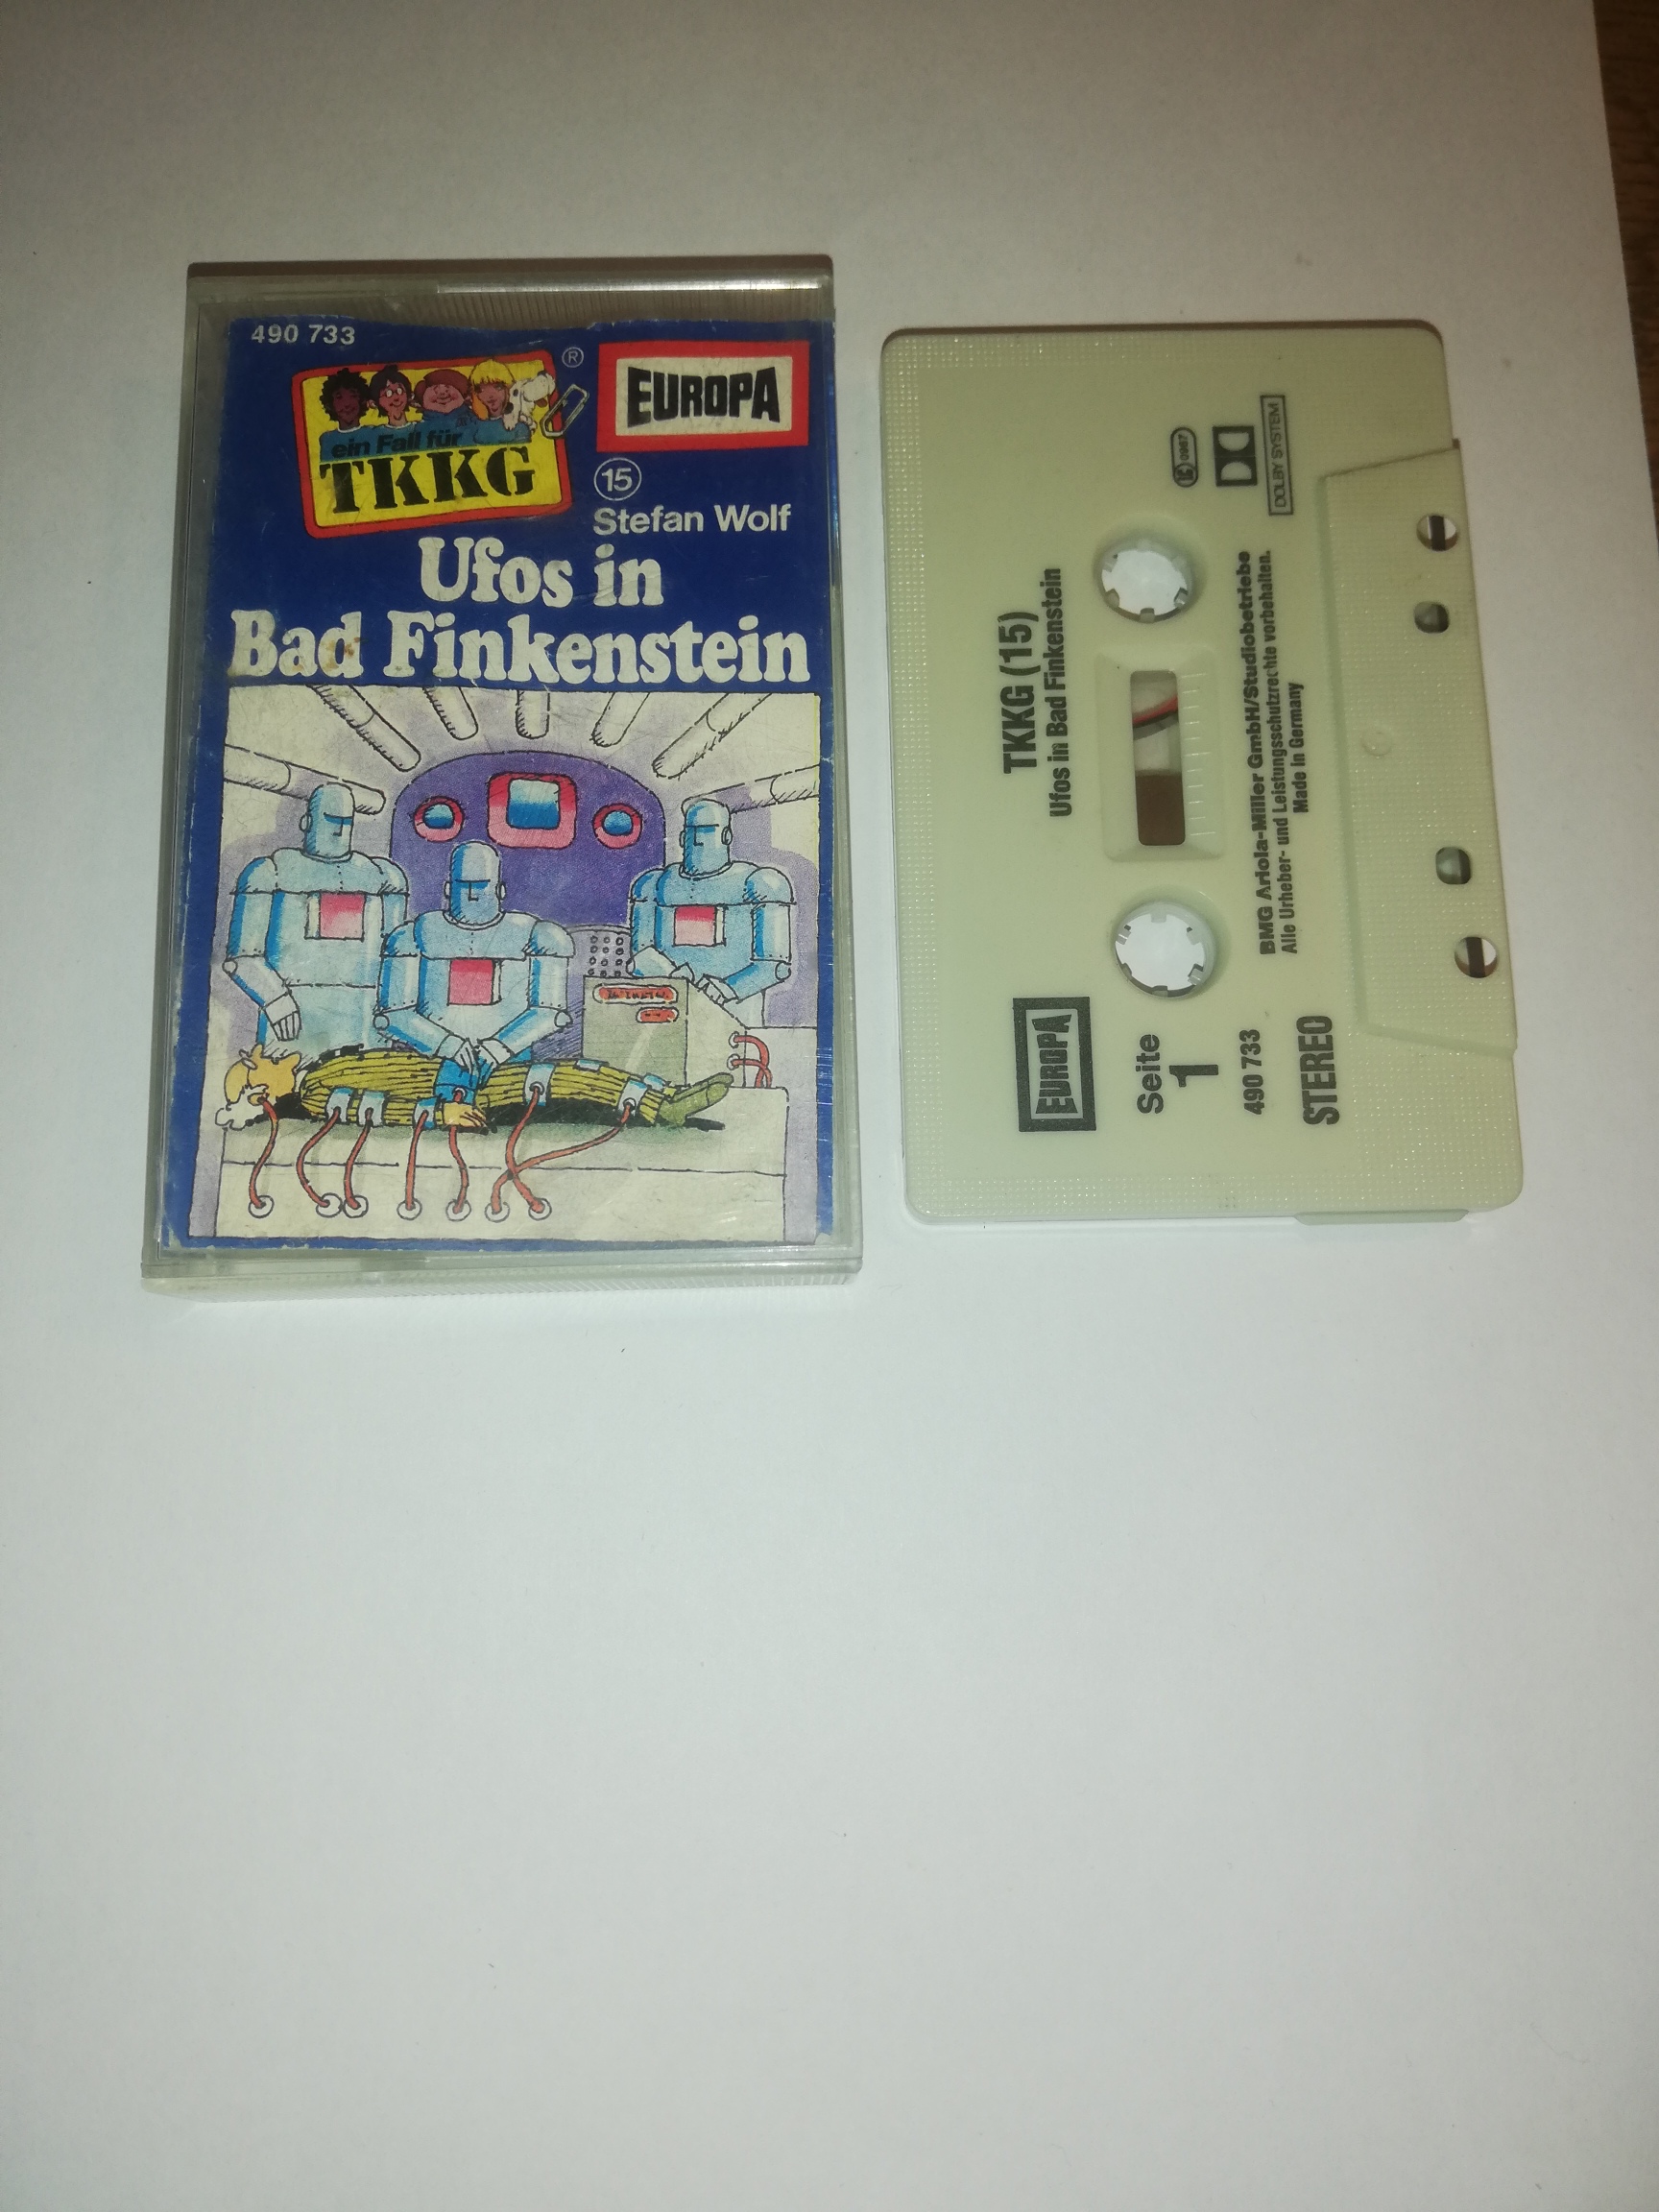 490 733
ein Fall für
TKKG
®
EUROPA
15
Stefan Wolf
Ufos in
Bad Finkenstein
TKKG (15)
Ufos in Bad Finkenstein
EUROPA
Seite
1
490 733
STEREO
LC 0967
DOLBY SYSTEM
BMG Ariola-Miller GmbH/Studiobetriebe
Alle Urheber- und Leistungsschutzrechte vorbehalten.
Made in Germany